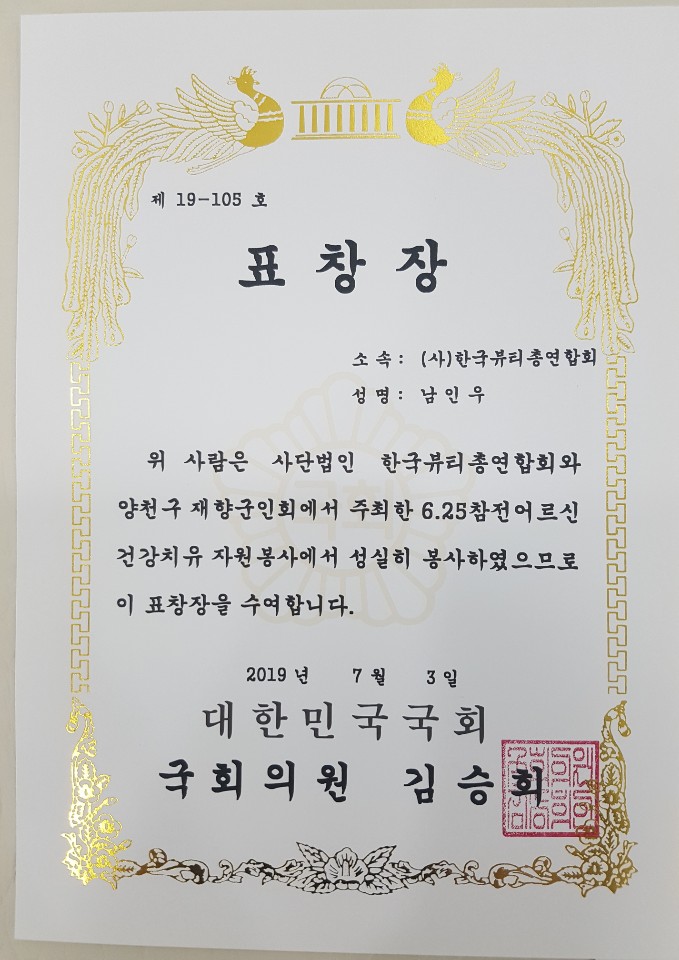 제 19-105 호
표창장
소속 : (사)한국뷰티총연합회
성명 : 남인우
위 사람은 사단법인 한국뷰티총연합회와
양천구 재향군인회에서 주최한 6.25참전어르신
건강치유 자원봉사에서 성실히 봉사하였으므로
이 표창장을 수여합니다.
2019년 7월 3일
대한민국국회
국회의원 김승희